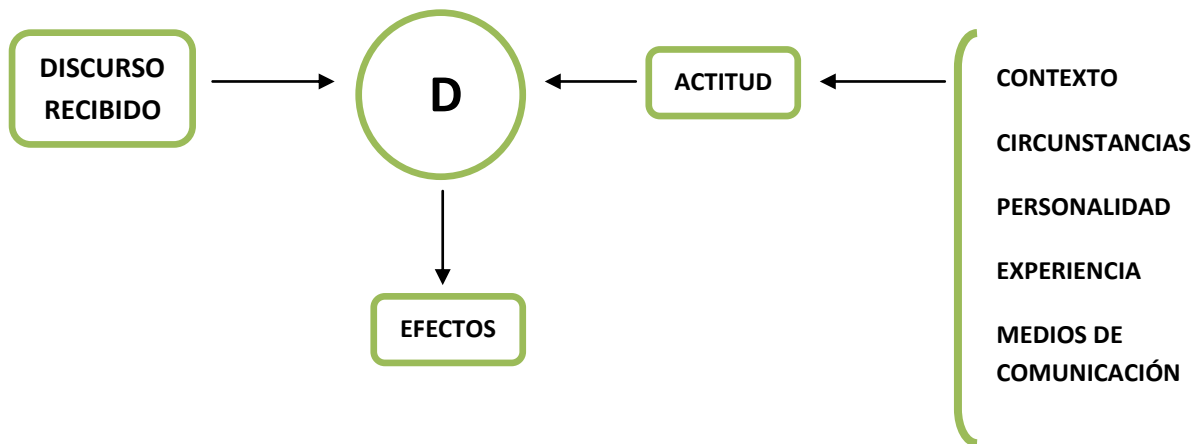 DISCURSO
RECIBIDO
D
ACTITUD
CONTEXTO
CIRCUNSTANCIAS
PERSONALIDAD
EXPERIENCIA
MEDIOS DE
COMUNICACIÓN
EFECTOS